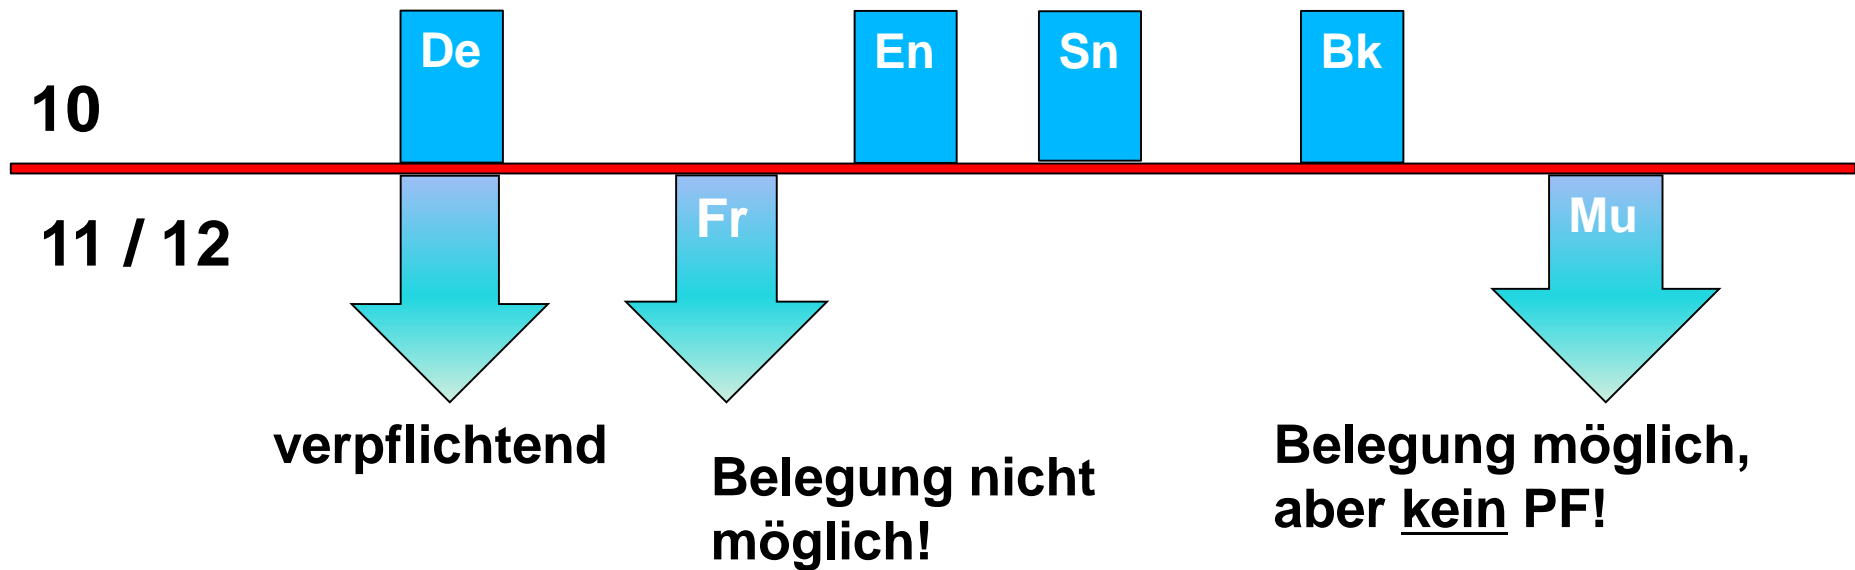 De
En
Sn
Bk
10
11 / 12
Fr
Mu
verpflichtend
Belegung nicht
möglich!
Belegung möglich,
aber kein PF!